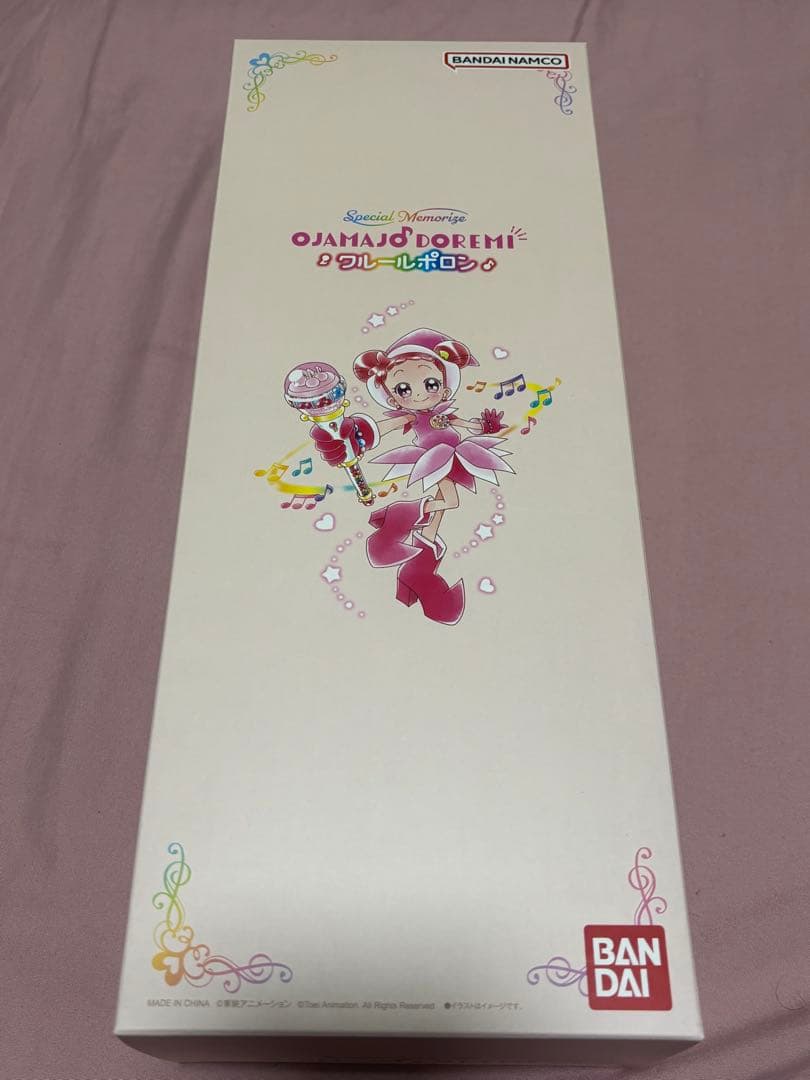 BANDAI NAMCO
Special Memorize
OJAMAJO DOREMI
フルールポロン
BAN
DAI
MADE IN CHINA ©東映アニメーション ©Toei Animation. All Rights Reserved ●イラストはイメージです。